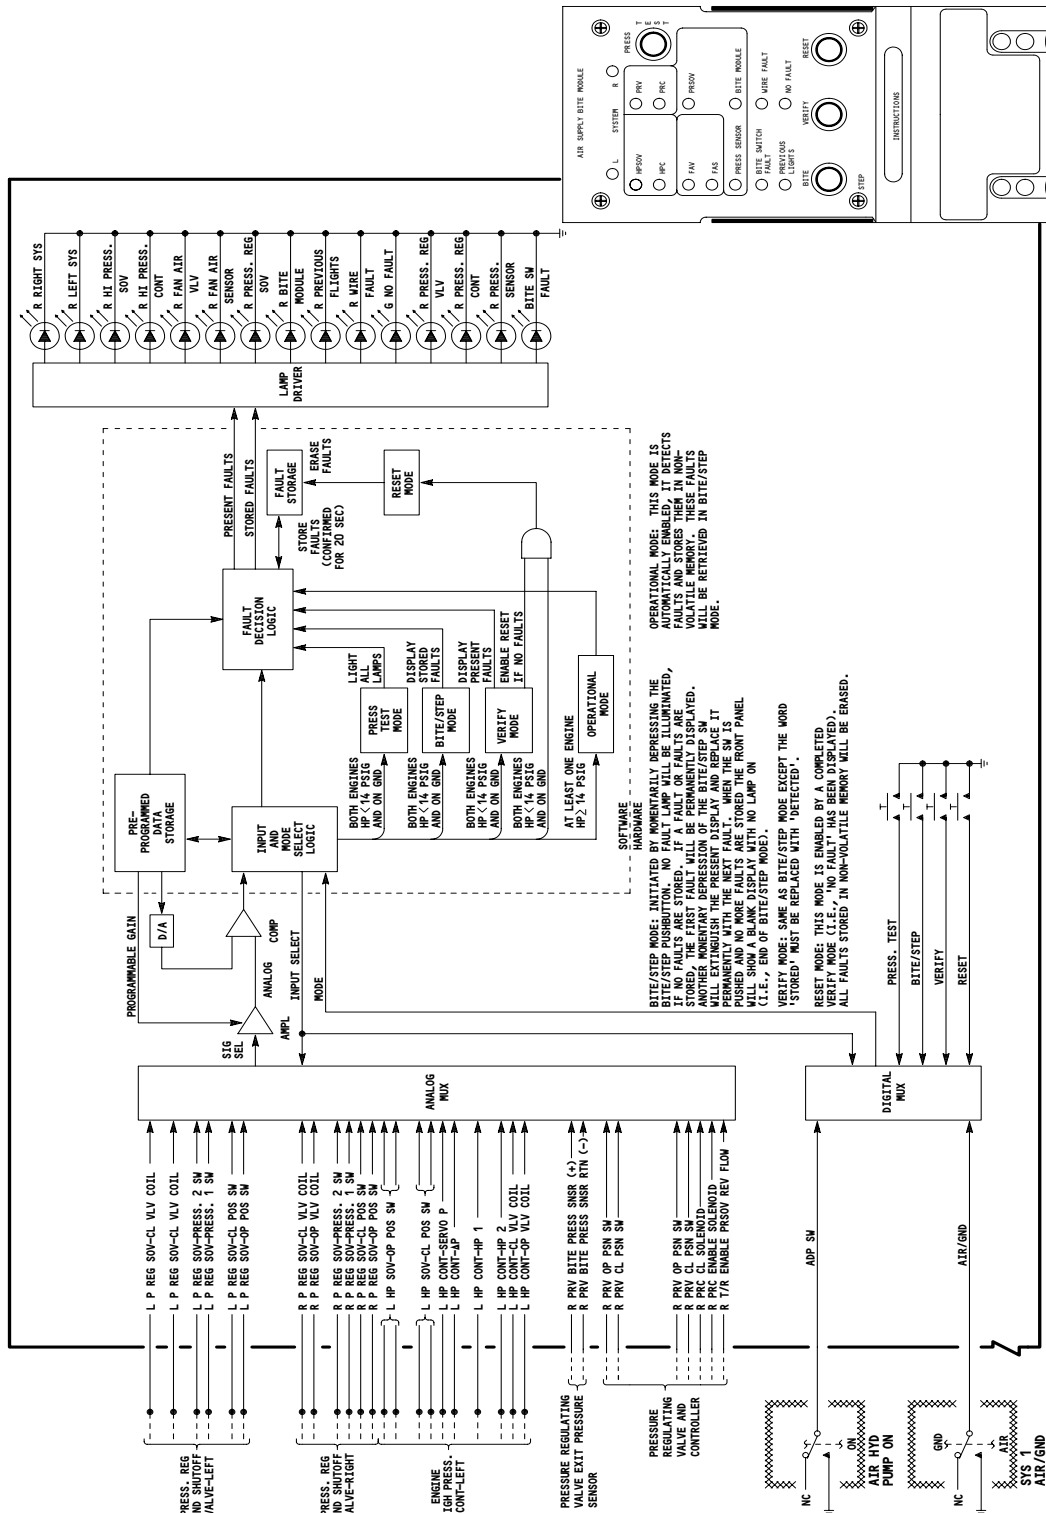 AIR SUPPLY BITE MODULE
L SYSTEM R
PRESS
TEST
HPSOV
PRV
HPC
PRC
FAV
PRSOV
FAS
PRESS SENSOR
BITE MODULE
BITE SWITCH
FAULT
WIRE FAULT
PREVIOUS
LIGHTS
NO FAULT
BITE
VERIFY
RESET
STEP
INSTRUCTIONS
R RIGHT SYS
R LEFT SYS
R HI PRESS.
SOV
R HI PRESS.
CONT
R FAN AIR
VLV
R FAN AIR
SENSOR
R PRESS. REG
SOV
R BITE
MODULE
R PREVIOUS
FLIGHTS
R WIRE
FAULT
G NO FAULT
R PRESS. REG
VLV
R PRESS. REG
CONT
R PRESS.
SENSOR
BITE SW
FAULT
LAMP
DRIVER
PRESENT FAULTS
STORED FAULTS
FAULT
STORAGE
ERASE
FAULTS
RESET
MODE
STORE
FAULTS
(CONFIRMED
FOR 20 SEC)
FAULT
DECISION
LOGIC
LIGHT
ALL
LAMPS
DISPLAY
STORED
FAULTS
DISPLAY
PRESENT
FAULTS
ENABLE RESET
IF NO FAULTS
PRESS
TEST
MODE
BITE/STEP
MODE
VERIFY
MODE
OPERATIONAL
MODE
BOTH ENGINES
HP < 14 PSIG
AND ON GND
BOTH ENGINES
HP < 14 PSIG
AND ON GND
BOTH ENGINES
HP < 14 PSIG
AND ON GND
BOTH ENGINES
HP < 14 PSIG
AND ON GND
AT LEAST ONE ENGINE
HP ≥ 14 PSIG
PRE-
PROGRAMMED
DATA
STORAGE
INPUT
AND
MODE
SELECT
LOGIC
SOFTWARE
HARDWARE
D/A
COMP
PROGRAMMABLE GAIN
ANALOG
INPUT SELECT
MODE
AMPL
SIG
SEL
ANALOG
MUX
DIGITAL
MUX
OPERATIONAL MODE: THIS MODE IS
AUTOMATICALLY ENABLED, IT DETECTS
FAULTS AND STORES THEM IN NON-
VOLATILE MEMORY. THESE FAULTS
WILL BE RETRIEVED IN BITE/STEP
MODE.
BITE/STEP MODE: INITIATED BY MOMENTARILY DEPRESSING THE
BITE/STEP PUSHBUTTON. NO FAULT LAMP WILL BE ILLUMINATED,
IF NO FAULTS ARE STORED. IF A FAULT OR FAULTS ARE
STORED, THE FIRST FAULT WILL BE PERMANENTLY DISPLAYED.
ANOTHER MONENTARY DEPRESSION OF THE BITE/STEP SW
WILL EXTINGUISH THE PRESENT DISPLAY AND REPLACE IT
PERMANENTLY WITH THE NEXT FAULT. WHEN THE SW IS
PUSHED AND NO MORE FAULTS ARE STORED THE FRONT PANEL
WILL SHOW A BLANK DISPLAY WITH NO LAMP ON
(I.E., END OF BITE/STEP MODE).
VERIFY MODE: SAME AS BITE/STEP MODE EXCEPT THE WORD
'STORED' MUST BE REPLACED WITH 'DETECTED'.
RESET MODE: THIS MODE IS ENABLED BY A COMPLETED
VERIFY MODE (I.E., 'NO FAULT' HAS BEEN DISPLAYED).
ALL FAULTS STORED IN NON-VOLATILE MEMORY WILL BE ERASED.
PRESS. TEST
BITE/STEP
VERIFY
RESET
L P REG SOV-CL VLV COIL
L P REG SOV-OP VLV COIL
L P REG SOV-PRESS. 2 SW
L P REG SOV-PRESS. 1 SW
L P REG SOV-CL POS SW
L P REG SOV-OP POS SW
R P REG SOV-CL VLV COIL
R P REG SOV-OP VLV COIL
R P REG SOV-PRESS. 2 SW
R P REG SOV-PRESS. 1 SW
R P REG SOV-CL POS SW
R P REG SOV-OP POS SW
L HP SOV-OP POS SW
L HP SOV-CL POS SW
L HP CONT-SERVO P
L HP CONT-ΔP
L HP CONT-HP 1
L HP CONT-HP 2
L HP CONT-CL VLV COIL
L HP CONT-OP VLV COIL
R PRV BITE PRESS SNSR (+)
R PRV BITE PRESS SNSR RTN (-)
R PRV OP PSN SW
R PRV CL PSN SW
R PRV CL PSN SW
R PRC CL SOLENOID
R PRC ENABLE SOLENOID
R T/R ENABLE PRSOV REV FLOW
PRESS. REG
ND SHUTOFF
VALVE-LEFT
PRESS. REG
ND SHUTOFF
ALVE-RIGHT
ENGINE
IGH PRESS.
CONT-LEFT
PRESSURE REGULATING
VALVE EXIT PRESSURE
SENSOR
PRESSURE
REGULATING
VALVE AND
CONTROLLER
ADP SW
AIR/GND
NC
ON
AIR HYD
PUMP ON
NC
GND
AIR
SYS 1
AIR/GND